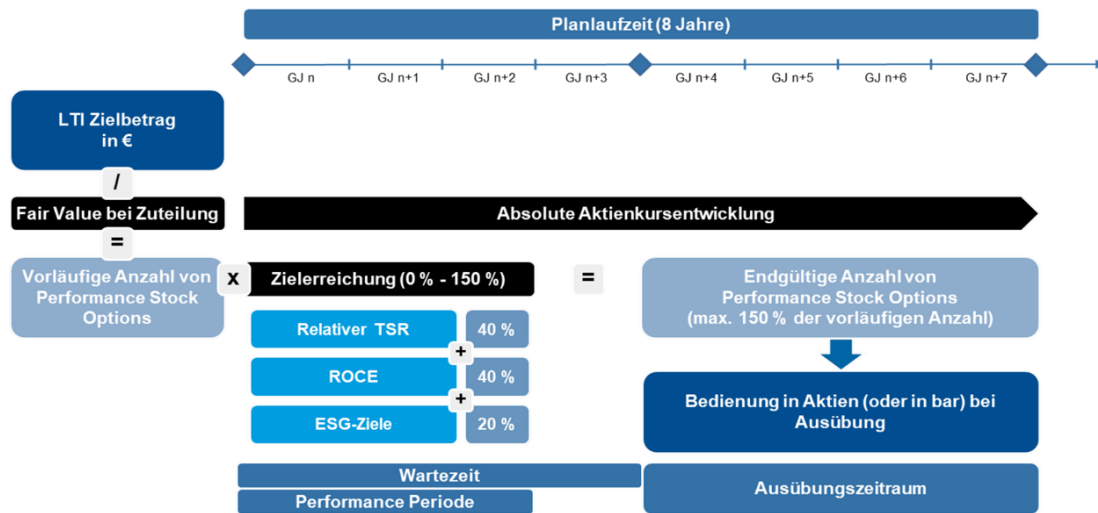 Planlaufzeit (8 Jahre)
GJ n
GJ n+1
GJ n+2
GJ n+3
GJ n+4
GJ n+5
GJ n+6
GJ n+7
LTI Zielbetrag
in €
/
Fair Value bei Zuteilung
Absolute Aktienkursentwicklung
=
Vorläufige Anzahl von
Performance Stock
Options
x
Zielerreichung (0 % - 150 %)
=
Endgültige Anzahl von
Performance Stock Options
(max. 150 % der vorläufigen Anzahl)
Relativer TSR
40 %
+
ROCE
40 %
+
ESG-Ziele
20 %
Bedienung in Aktien (oder in bar) bei
Ausübung
Wartezeit
Performance Periode
Ausübungszeitraum